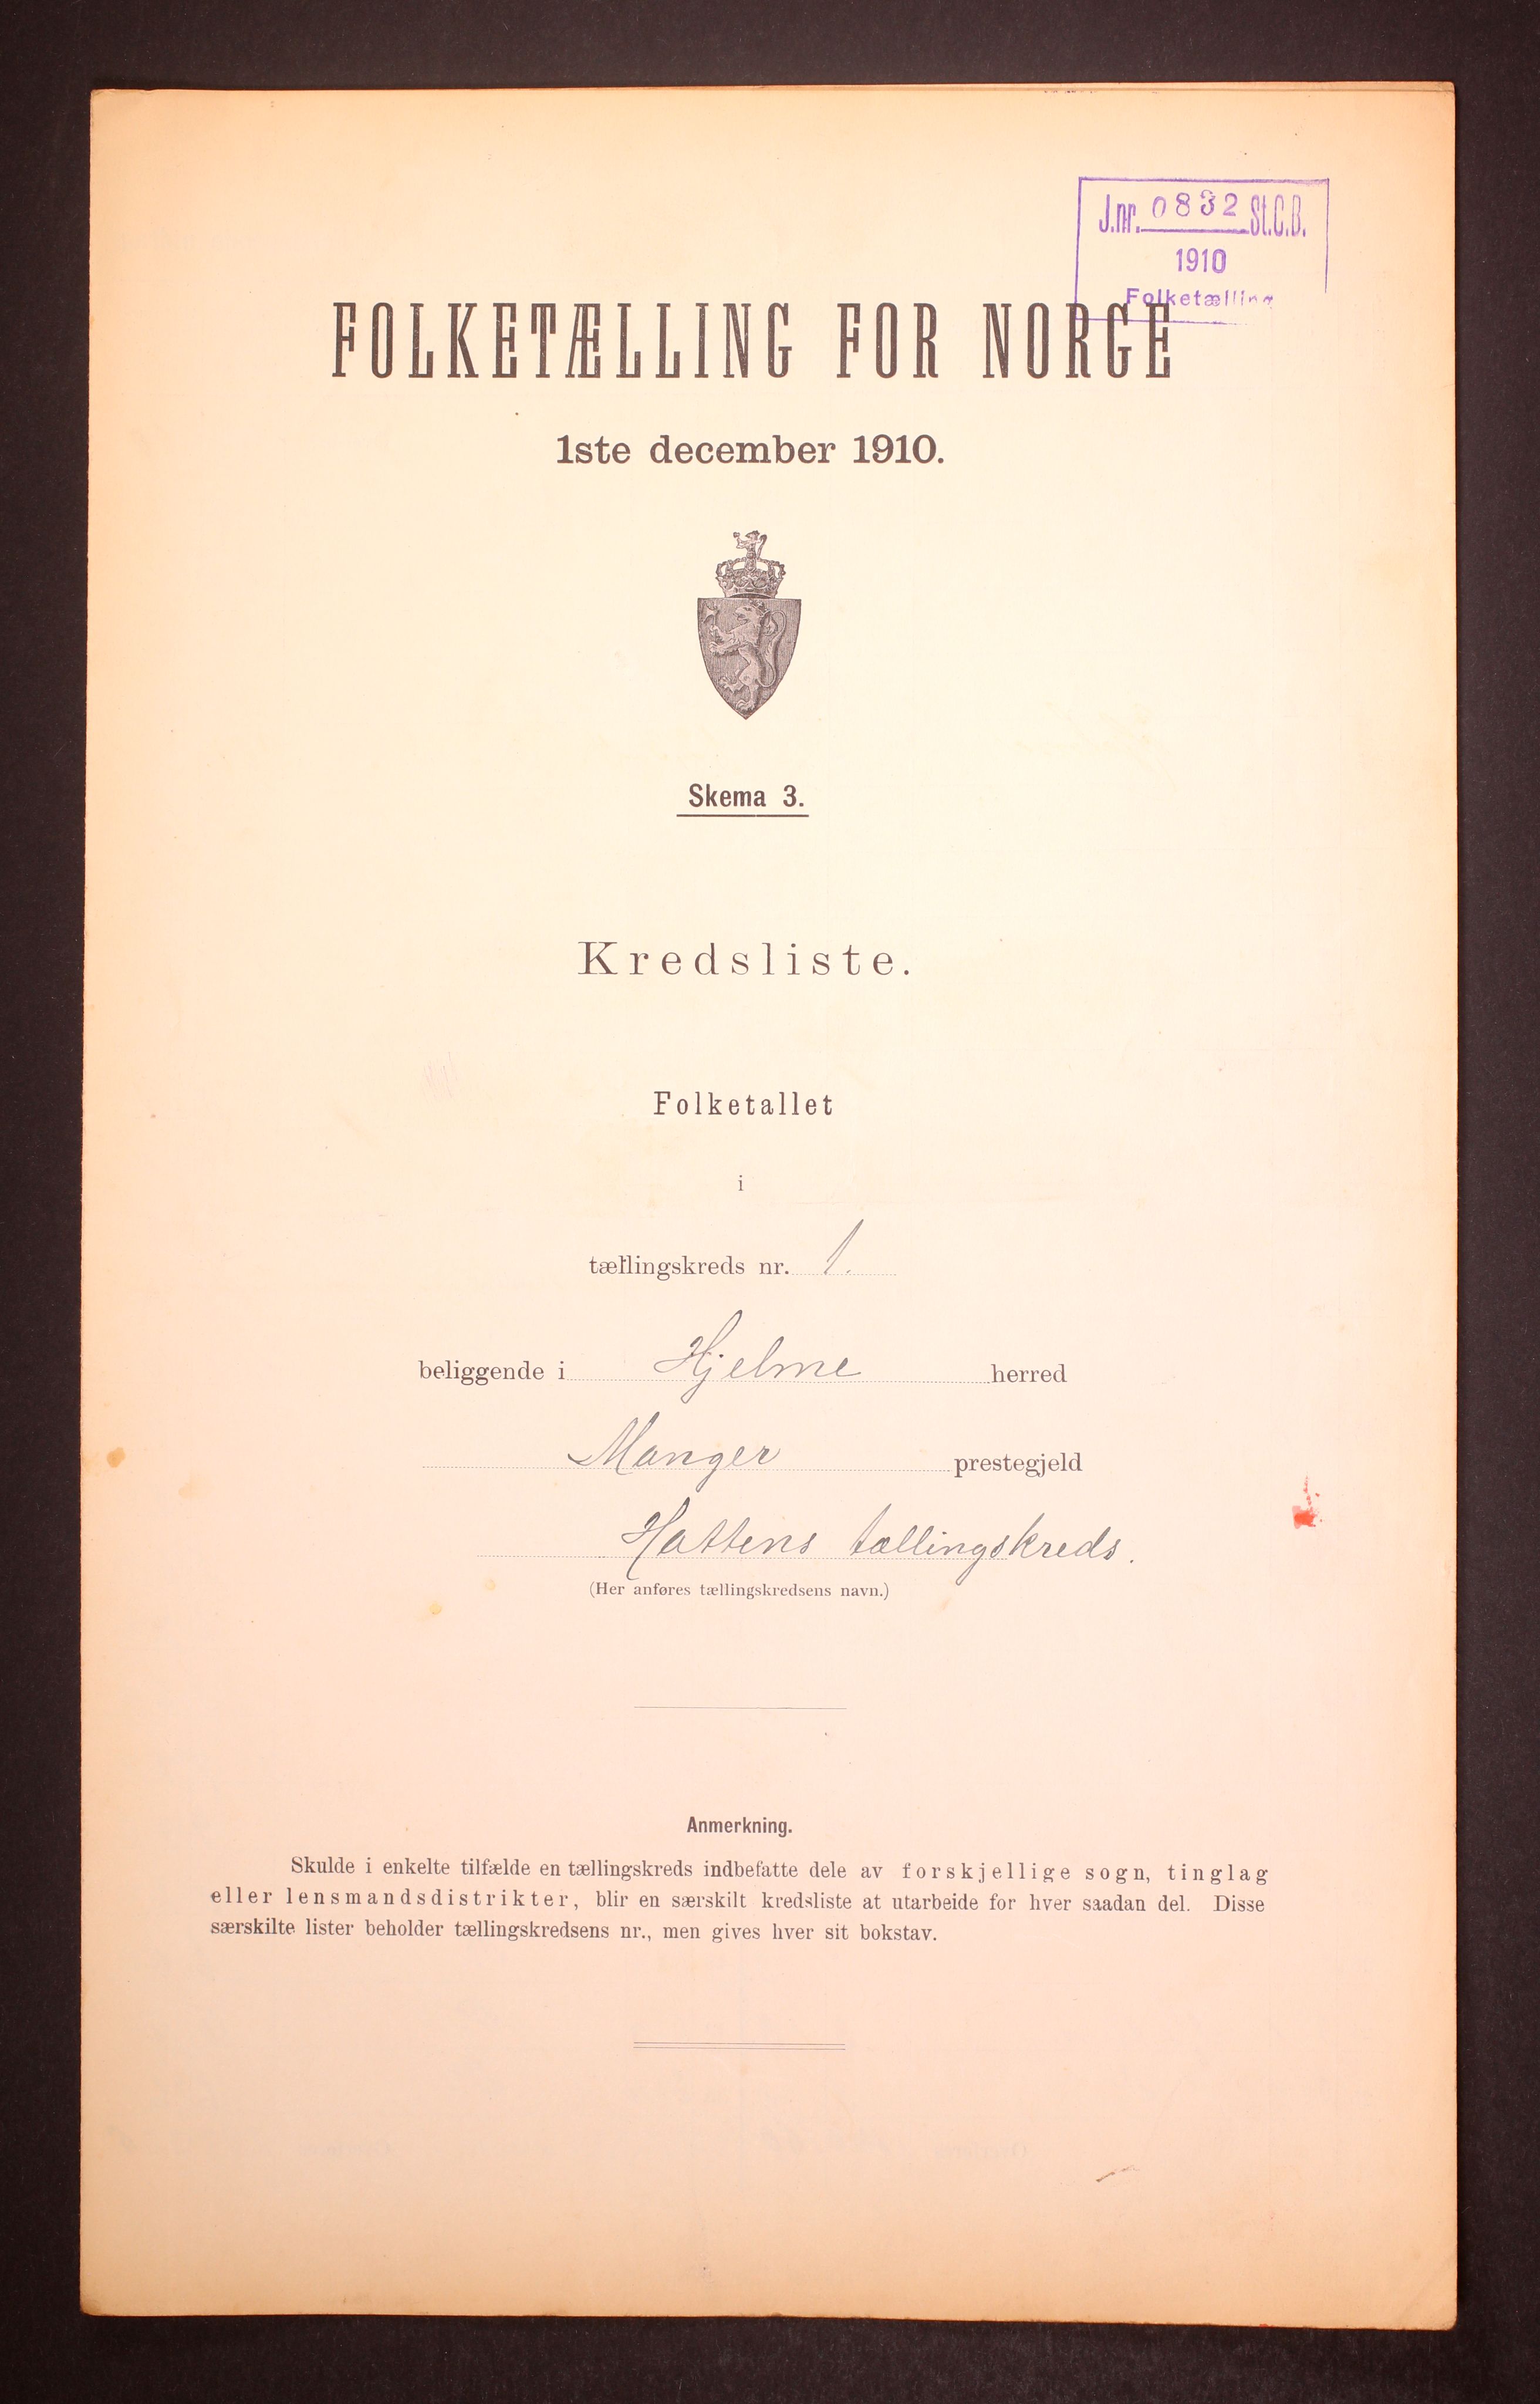 J.nr. 0832 St.C.B.
1910
Folketælling
FOLKETÆLLING FOR NORGE
1ste december 1910.
Skema 3.
Kredsliste.
Folketallet
i
tællingskreds nr. 1.
beliggende i Hjelme herred
Manger prestegjeld
Hattens tællingskreds.
(Her anføres tællingskredsens navn.)
Anmerkning.
Skulde i enkelte tilfælde en tællingskreds indbefatte dele av forskjellige sogn, tinglag
eller lensmandsdistrikter, blir en særskilt kredsliste at utarbeide for hver saadan del. Disse
særskilte lister beholder tællingskredsens nr., men gives hver sit bokstav.